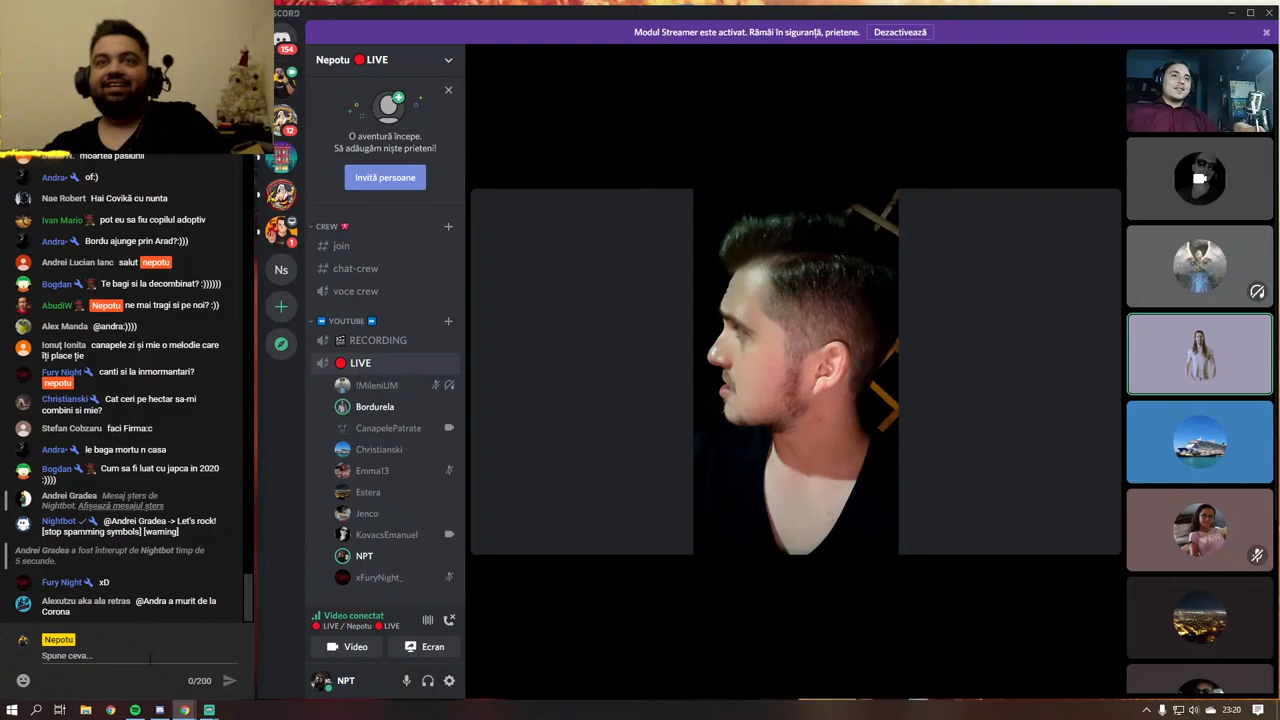 SCORD
Modul Streamer este activat. Rămâi în siguranță, prietene.
Dezactivează
154
12
1
Ns
Nepotu 🔴LIVE
O aventură începe.
Să adăugăm niște prieteni!
Invită persoane
CREW
join
chat-crew
voce crew
YOUTUBE
RECORDING
LIVE
!MileniUM
Bordurela
CanapelePatrate
Christianski
Emma13
Estera
Jenco
KovacsEmanuel
NPT
xFuryNight_
Video conectat
LIVE / Nepotu 🔴LIVE
Video
Ecran
NPT
moartea pasiunii
Andra• of:)
Nae Robert Hai Covikă cu nunta
Ivan Mario pot eu sa fiu copilul adoptiv
Andra• Bordu ajunge prin Arad?:)))
Andrei Lucian Ianc salut nepotu
Bogdan Te bagi si la decombinat? :))))))
AbudiW Nepotu ne mai tragi si pe noi? :))
Alex Manda @andra:))))
Ionuț Ionita canapele zi și mie o melodie care
îți place ție
Fury Night canti si la inmormantari?
nepotu
Christianski Cat ceri pe hectar sa-mi
combini si mie?
Stefan Cobzaru faci Firma:c
Andra• le baga mortu n casa
Bogdan Cum sa fi luat cu japca in 2020
:))))
Andrei Gradea Mesaj șters de
Nightbot. Afișează mesajul șters
Nightbot @Andrei Gradea -> Let's rock!
[stop spamming symbols] [warning]
Andrei Gradea a fost întrerupt de Nightbot timp de
5 secunde.
Fury Night xD
Alexutzu aka ala retras @Andra a murit de la
Corona
Nepotu
Spune ceva...
0/200
23:20